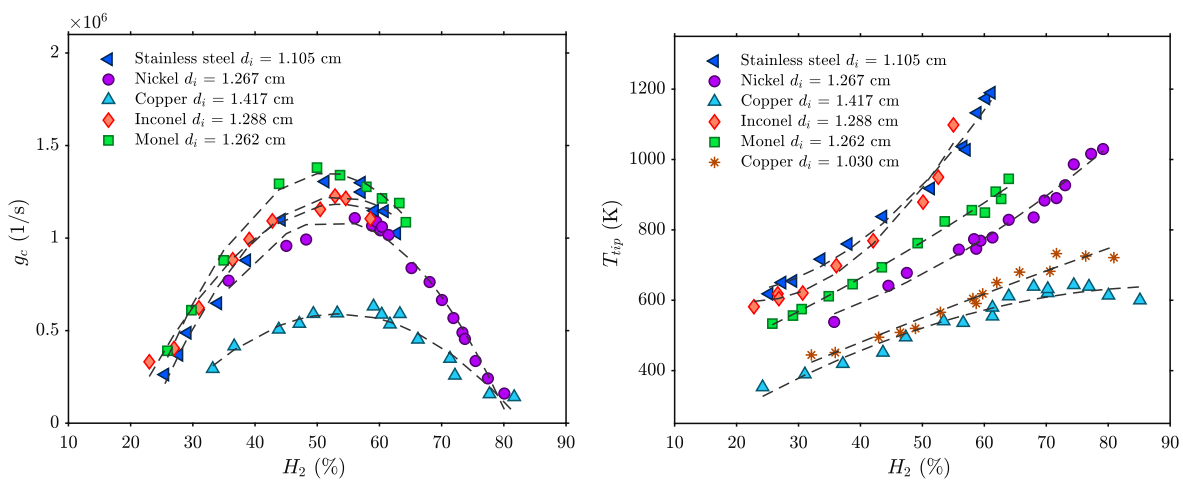 ×10⁶
2
1.5
1
0.5
0
g_c (1/s)
Stainless steel d_i = 1.105 cm
Nickel d_i = 1.267 cm
Copper d_i = 1.417 cm
Inconel d_i = 1.288 cm
Monel d_i = 1.262 cm
10 20 30 40 50 60 70 80 90
H₂ (%)
1200
1000
800
600
400
T_tip (K)
Stainless steel d_i = 1.105 cm
Nickel d_i = 1.267 cm
Copper d_i = 1.417 cm
Inconel d_i = 1.288 cm
Monel d_i = 1.262 cm
Copper d_i = 1.030 cm
10 20 30 40 50 60 70 80 90
H₂ (%)